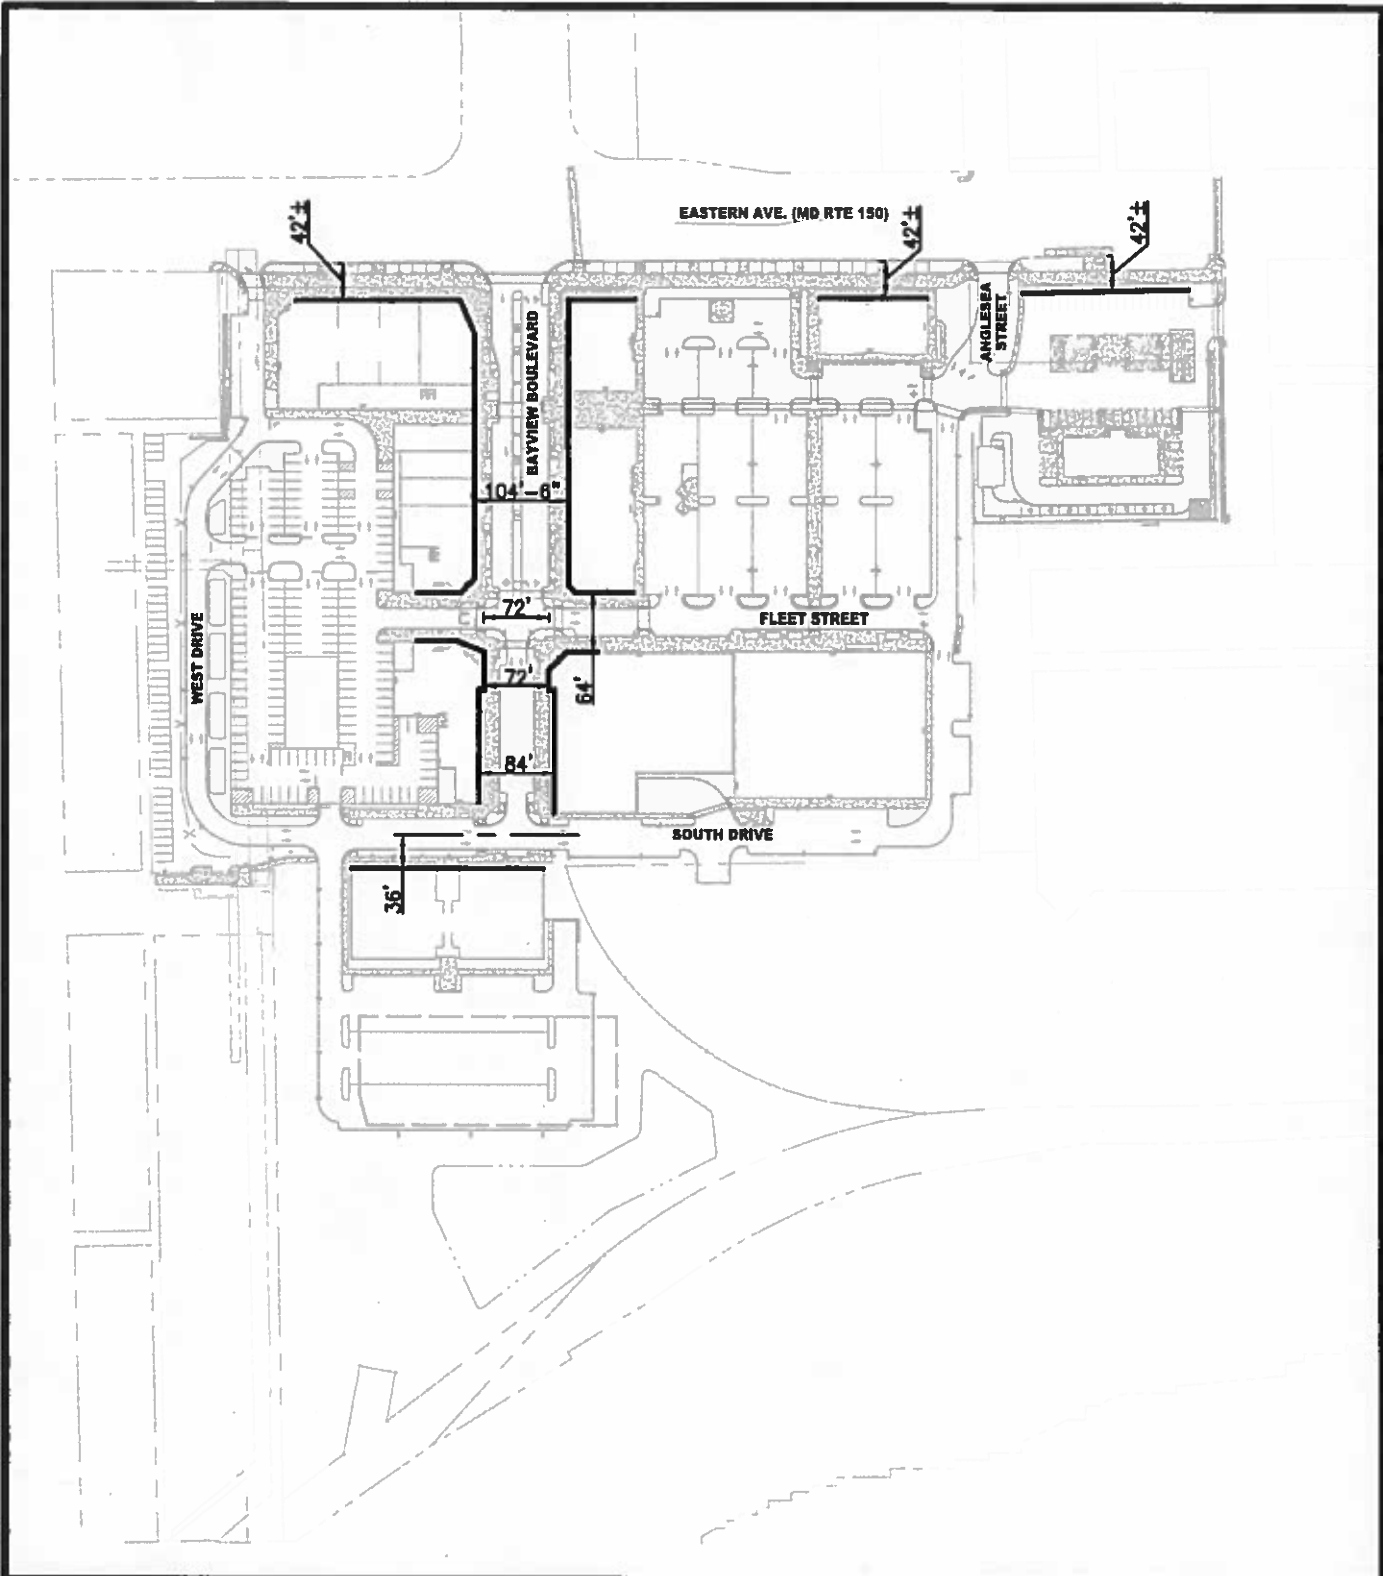 42'±
EASTERN AVE. (MD RTE 150)
42'±
42'±
ANGLESEA
STREET
BAYVIEW BOULEVARD
104'-6"
72'
FLEET STREET
WEST DRIVE
72'
64'
84'
SOUTH DRIVE
36'